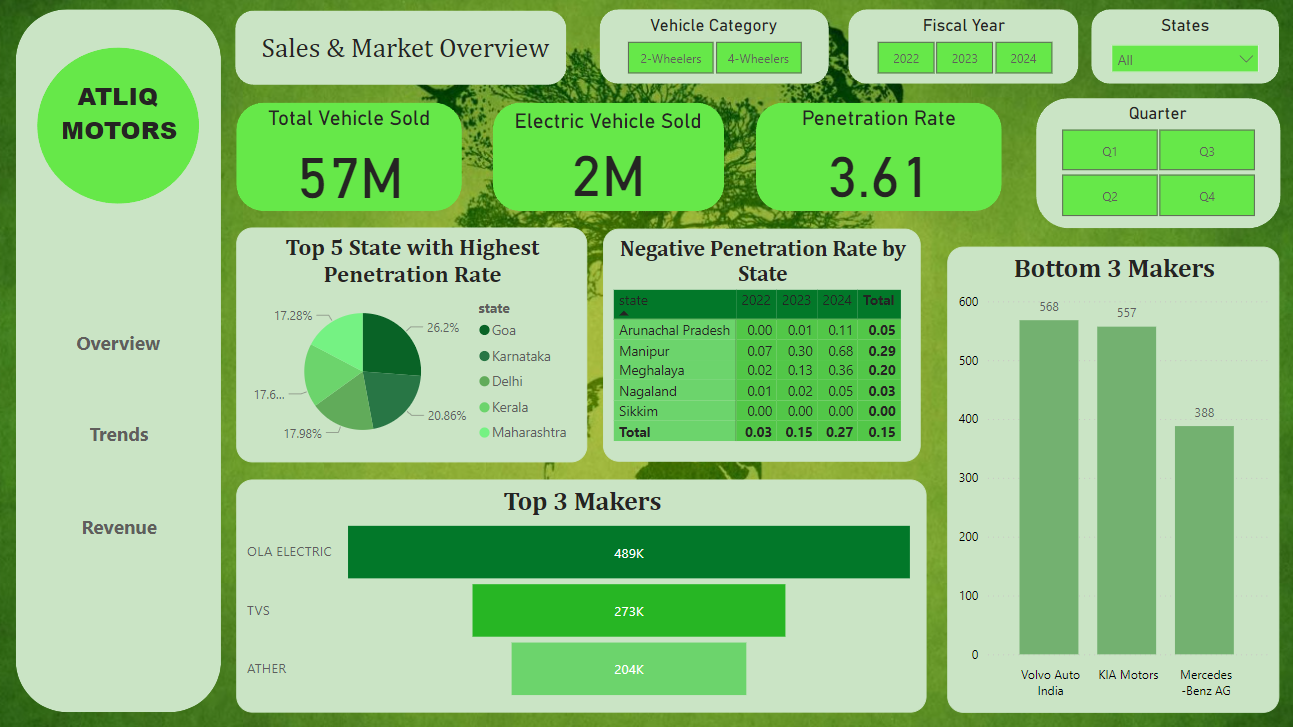 ATLIQ
MOTORS
Overview
Trends
Revenue
Sales & Market Overview
Vehicle Category
2-Wheelers 4-Wheelers
Fiscal Year
2022 2023 2024
States
All
Total Vehicle Sold
57M
Electric Vehicle Sold
2M
Penetration Rate
3.61
Quarter
Q1 Q3
Q2 Q4
Top 5 State with Highest
Penetration Rate
17.28%
26.2%
17.6...
20.86%
17.98%
state
Goa
Karnataka
Delhi
Kerala
Maharashtra
Negative Penetration Rate by
State
state 2022 2023 2024 Total
Arunachal Pradesh 0.00 0.01 0.11 0.05
Manipur 0.07 0.30 0.68 0.29
Meghalaya 0.02 0.13 0.36 0.20
Nagaland 0.01 0.02 0.05 0.03
Sikkim 0.00 0.00 0.00 0.00
Total 0.03 0.15 0.27 0.15
Bottom 3 Makers
600
500
400
300
200
100
0
568
557
388
Volvo Auto
India
KIA Motors
Mercedes
-Benz AG
Top 3 Makers
OLA ELECTRIC 489K
TVS 273K
ATHER 204K